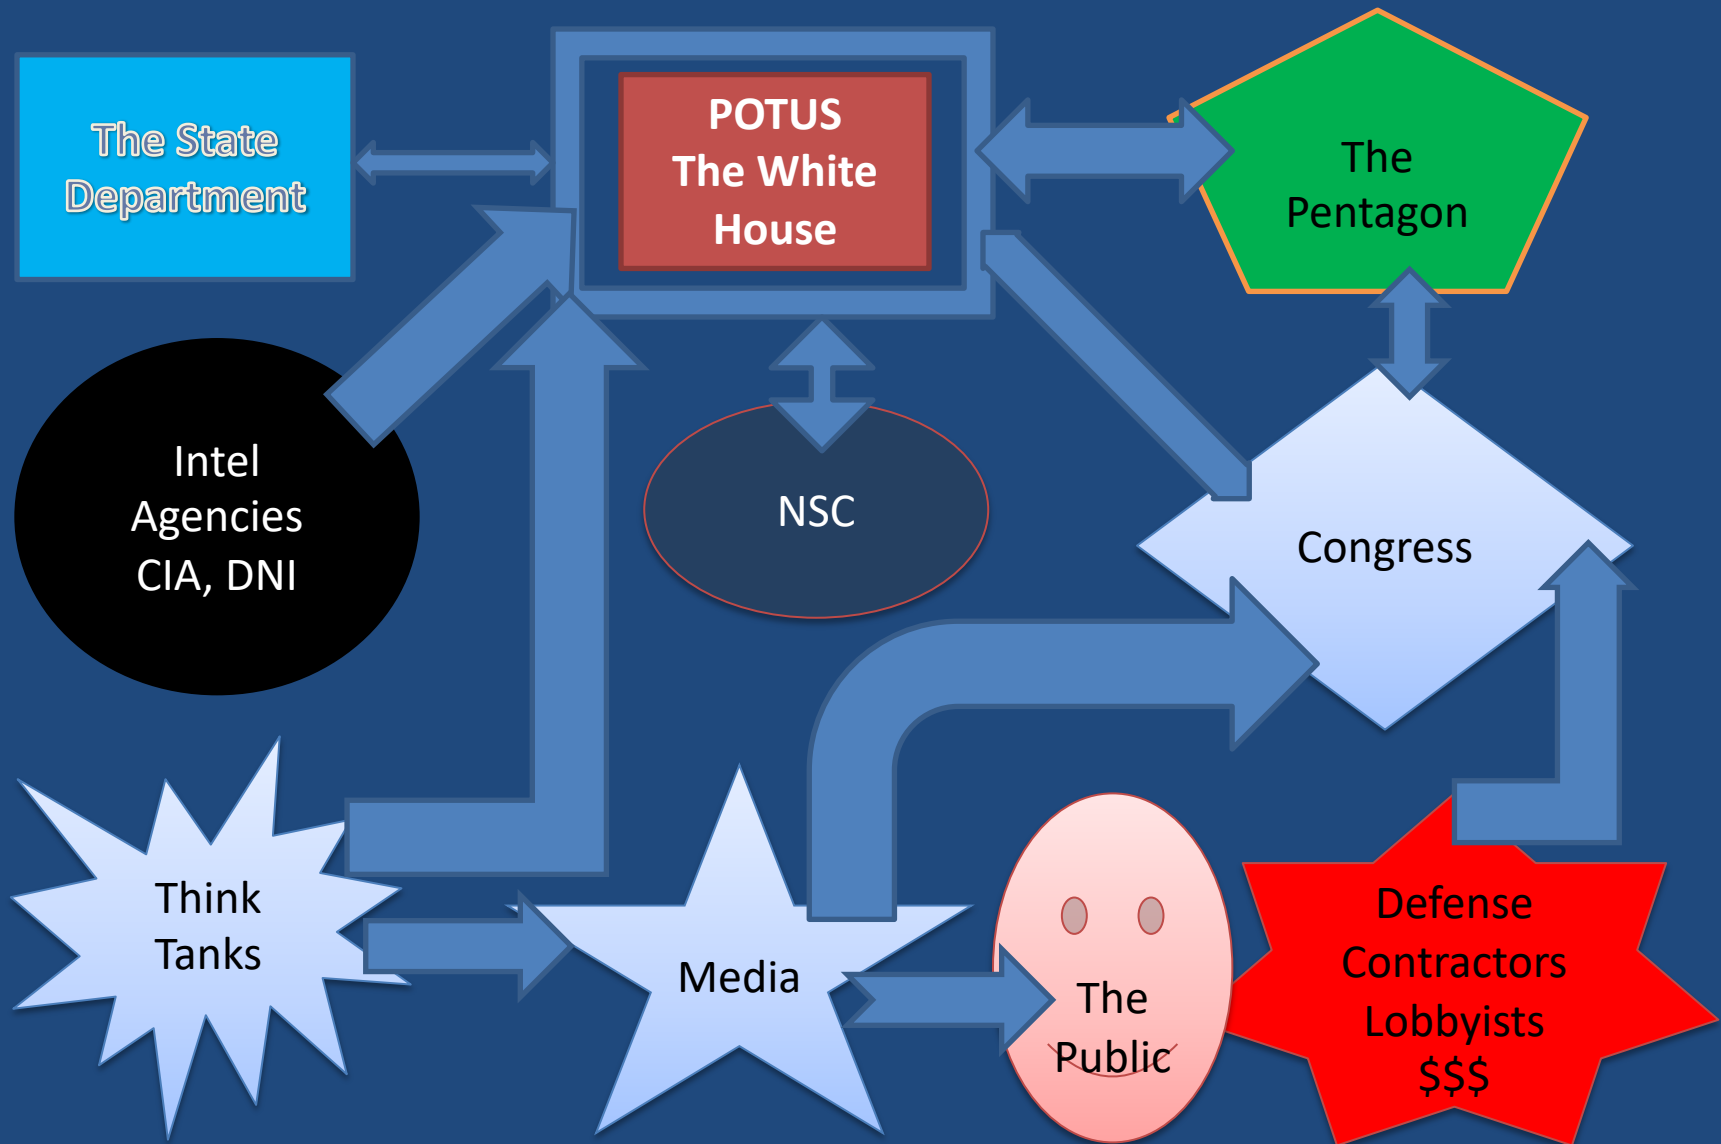 The State
Department
POTUS
The White
House
The
Pentagon
Intel
Agencies
CIA, DNI
NSC
Congress
Think
Tanks
Media
The
Public
Defense
Contractors
Lobbyists
$$$